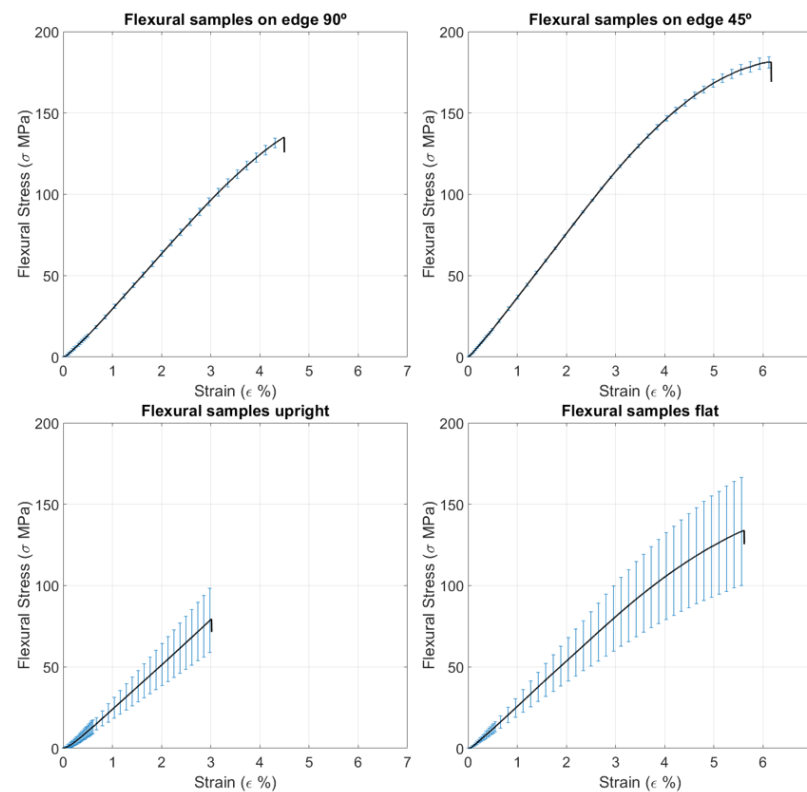 Flexural samples on edge 90º
Flexural Stress (σ MPa)
200
150
100
50
0
0 1 2 3 4 5 6 7
Strain (ϵ %)
Flexural samples on edge 45º
Flexural Stress (σ MPa)
200
150
100
50
0
0 1 2 3 4 5 6
Strain (ϵ %)
Flexural samples upright
Flexural Stress (σ MPa)
200
150
100
50
0
0 1 2 3 4 5 6 7
Strain (ϵ %)
Flexural samples flat
Flexural Stress (σ MPa)
200
150
100
50
0
0 1 2 3 4 5 6
Strain (ϵ %)